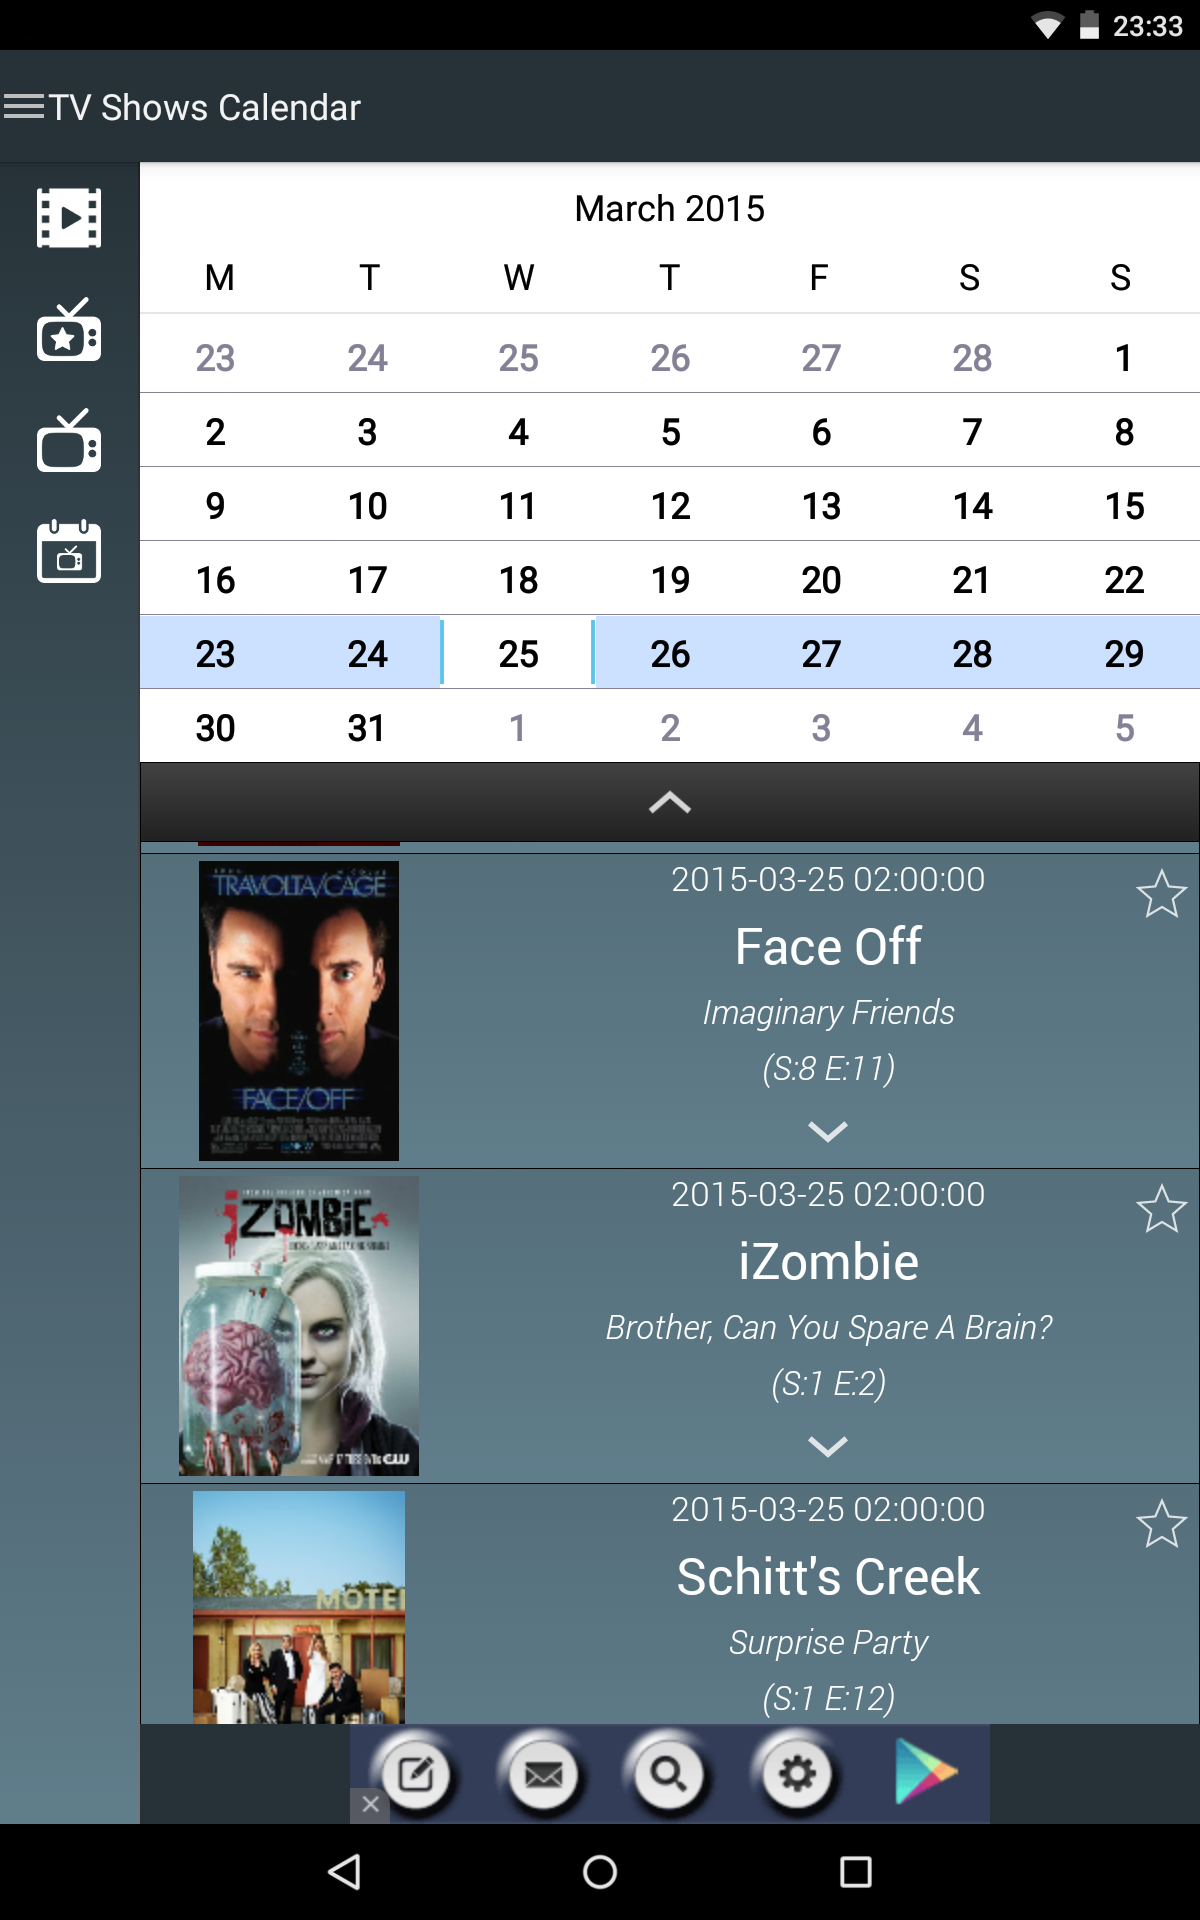 23:33
TV Shows Calendar
March 2015
M T W T F S S
23 24 25 26 27 28 1
2 3 4 5 6 7 8
9 10 11 12 13 14 15
16 17 18 19 20 21 22
23 24 25 26 27 28 29
30 31 1 2 3 4 5
TRAVOLTA/CAGE
FACE/OFF
2015-03-25 02:00:00
Face Off
Imaginary Friends
(S:8 E:11)
iZOMBiE
CW
2015-03-25 02:00:00
iZombie
Brother, Can You Spare A Brain?
(S:1 E:2)
MOTEL
2015-03-25 02:00:00
Schitt's Creek
Surprise Party
(S:1 E:12)